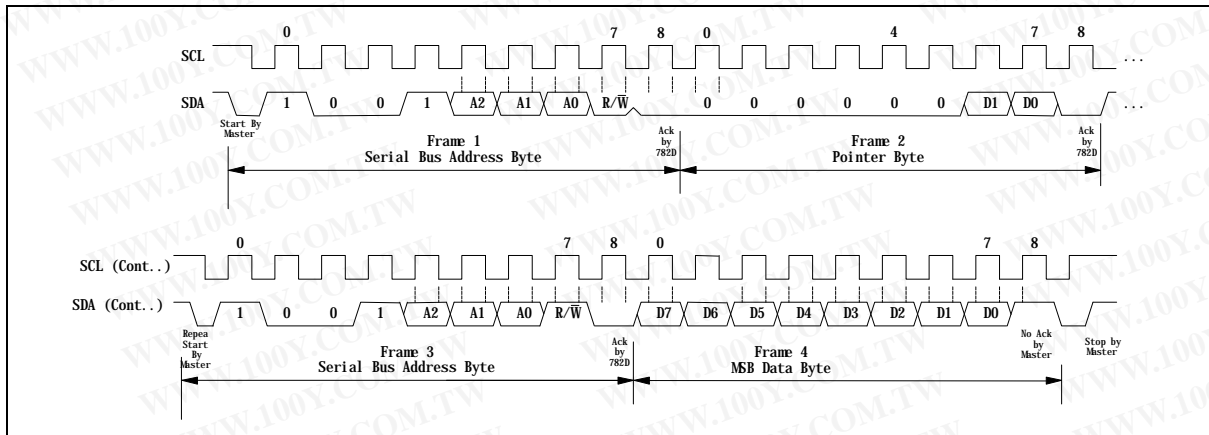 0 7 8 0 4 7 8
SCL ...
SDA 1 0 0 1 A2 A1 A0 R/W 0 0 0 0 0 0 D1 D0 ...
Start By
Master
Frame 1
Serial Bus Address Byte
Ack
by
782D
Frame 2
Pointer Byte
Ack
by
782D
0 7 8 0 7 8
SCL (Cont..)
SDA (Cont..) 1 0 0 1 A2 A1 A0 R/W D7 D6 D5 D4 D3 D2 D1 D0
Repea
Start
By
Master
Frame 3
Serial Bus Address Byte
Ack
by
782D
Frame 4
MSB Data Byte
No Ack
by
Master
Stop by
Master
WWW.100Y.COM.TW